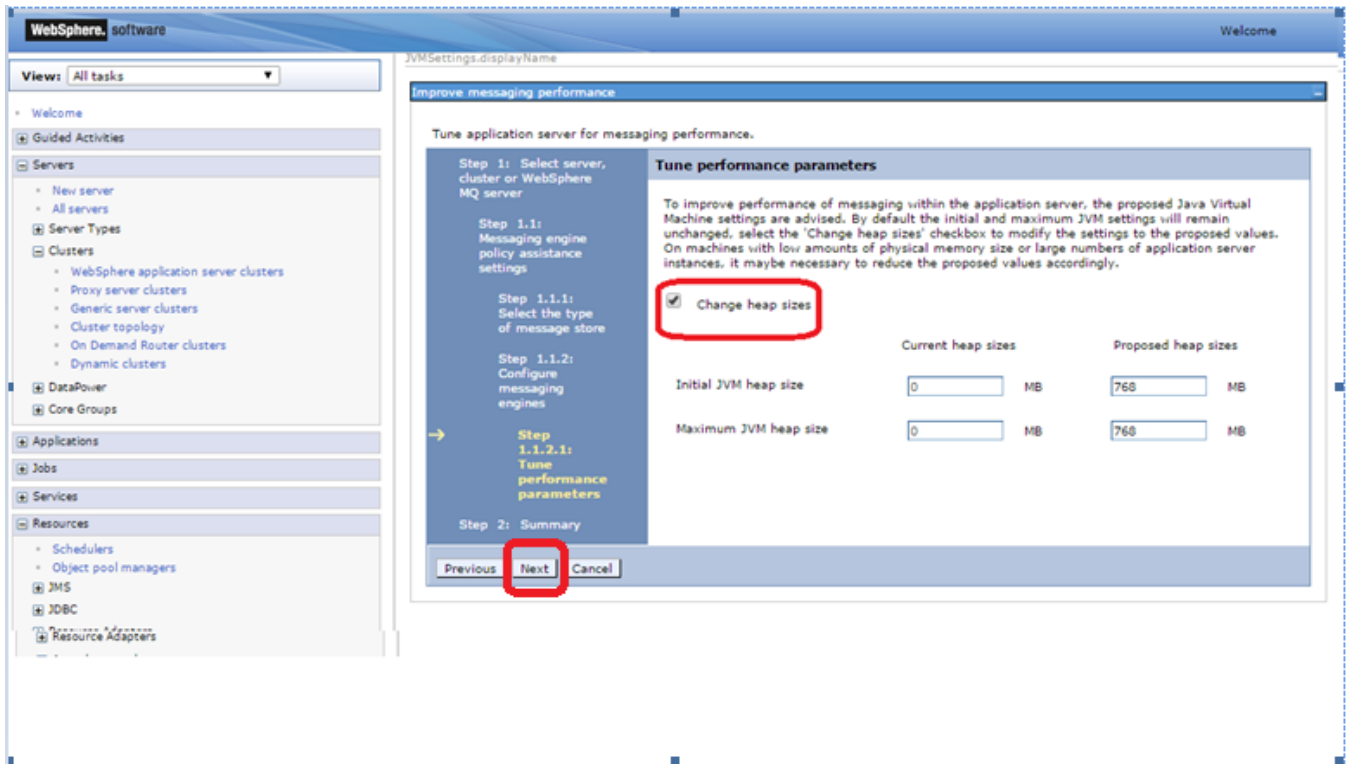 WebSphere. software
Welcome
View: All tasks
Welcome
Guided Activities
Servers
New server
All servers
Server Types
Clusters
WebSphere application server clusters
Proxy server clusters
Generic server clusters
Cluster topology
On Demand Router clusters
Dynamic clusters
DataPower
Core Groups
Applications
Jobs
Services
Resources
Schedulers
Object pool managers
JMS
JDBC
Resource Adapters
JVMSettings.displayName
Improve messaging performance
Tune application server for messaging performance.
Step 1: Select server,
cluster or WebSphere
MQ server
Step 1.1:
Messaging engine
policy assistance
settings
Step 1.1.1:
Select the type
of message store
Step 1.1.2:
Configure
messaging
engines
Step
1.1.2.1:
Tune
performance
parameters
Step 2: Summary
Tune performance parameters
To improve performance of messaging within the application server, the proposed Java Virtual
Machine settings are advised. By default the initial and maximum JVM settings will remain
unchanged, select the 'Change heap sizes' checkbox to modify the settings to the proposed values.
On machines with low amounts of physical memory size or large numbers of application server
instances, it maybe necessary to reduce the proposed values accordingly.
Change heap sizes
Current heap sizes Proposed heap sizes
Initial JVM heap size 0 MB 768 MB
Maximum JVM heap size 0 MB 768 MB
Previous Next Cancel